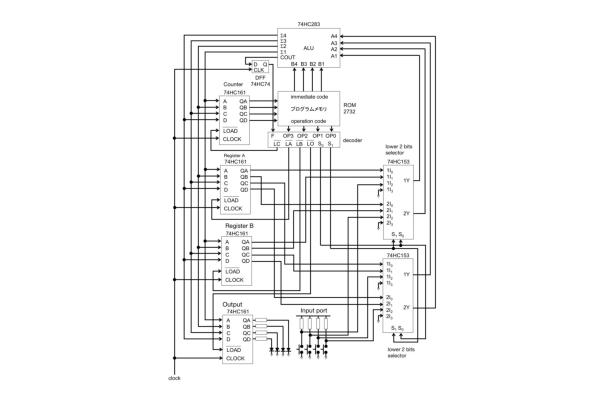 74HC283
Σ4
Σ3
Σ2
Σ1
COUT
ALU
A4
A3
A2
A1
B4 B3 B2 B1
D Q
CLK
DFF
74HC74
Counter
74HC161
A QA
B QB
C QC
D QD
LOAD
CLOCK
immediate code
プログラムメモリ
operation code
ROM
2732
F OP3 OP2 OP1 OP0
LC LA LB LO S₀ S₁
decoder
Register A
74HC161
A QA
B QB
C QC
D QD
LOAD
CLOCK
lower 2 bits
selector
74HC153
1I₀
1I₁
1I₂
1I₃
1Y
2I₀
2I₁
2I₂
2I₃
2Y
S₁ S₀
Register B
74HC161
A QA
B QB
C QC
D QD
LOAD
CLOCK
74HC153
1I₀
1I₁
1I₂
1I₃
1Y
2I₀
2I₁
2I₂
2I₃
2Y
S₁ S₀
lower 2 bits
selector
Output
74HC161
A QA
B QB
C QC
D QD
LOAD
CLOCK
Input port
clock